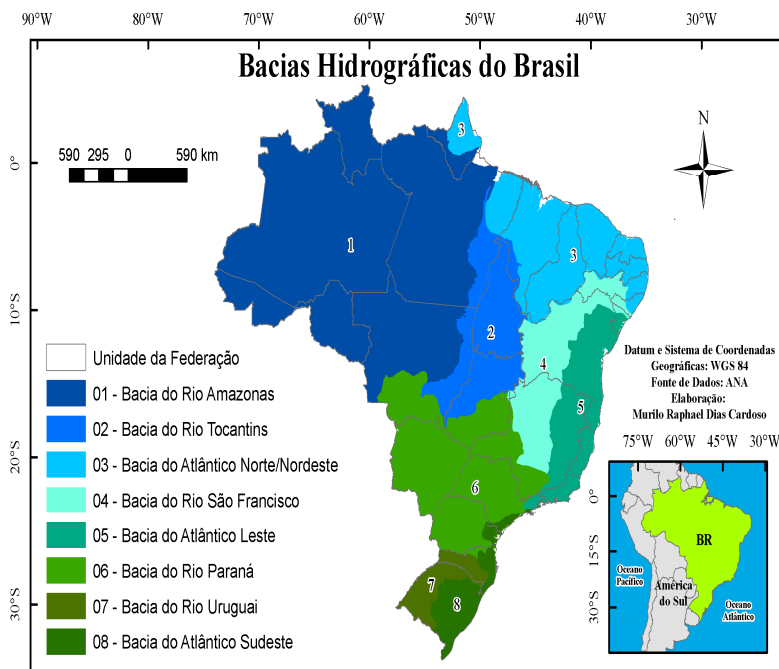 90°W 80°W 70°W 60°W 50°W 40°W 30°W
Bacias Hidrográficas do Brasil
590 295 0 590 km
N
0°
10°S
20°S
30°S
1
2
3
3
4
5
6
7
8
Unidade da Federação
01 - Bacia do Rio Amazonas
02 - Bacia do Rio Tocantins
03 - Bacia do Atlântico Norte/Nordeste
04 - Bacia do Rio São Francisco
05 - Bacia do Atlântico Leste
06 - Bacia do Rio Paraná
07 - Bacia do Rio Uruguai
08 - Bacia do Atlântico Sudeste
Datum e Sistema de Coordenadas
Geográficas: WGS 84
Fonte de Dados: ANA
Elaboração:
Murilo Raphael Dias Cardoso
75°W 60°W 45°W 30°W
0°
15°S
30°S
BR
Oceano
Pacífico
América
do Sul
Oceano
Atlântico